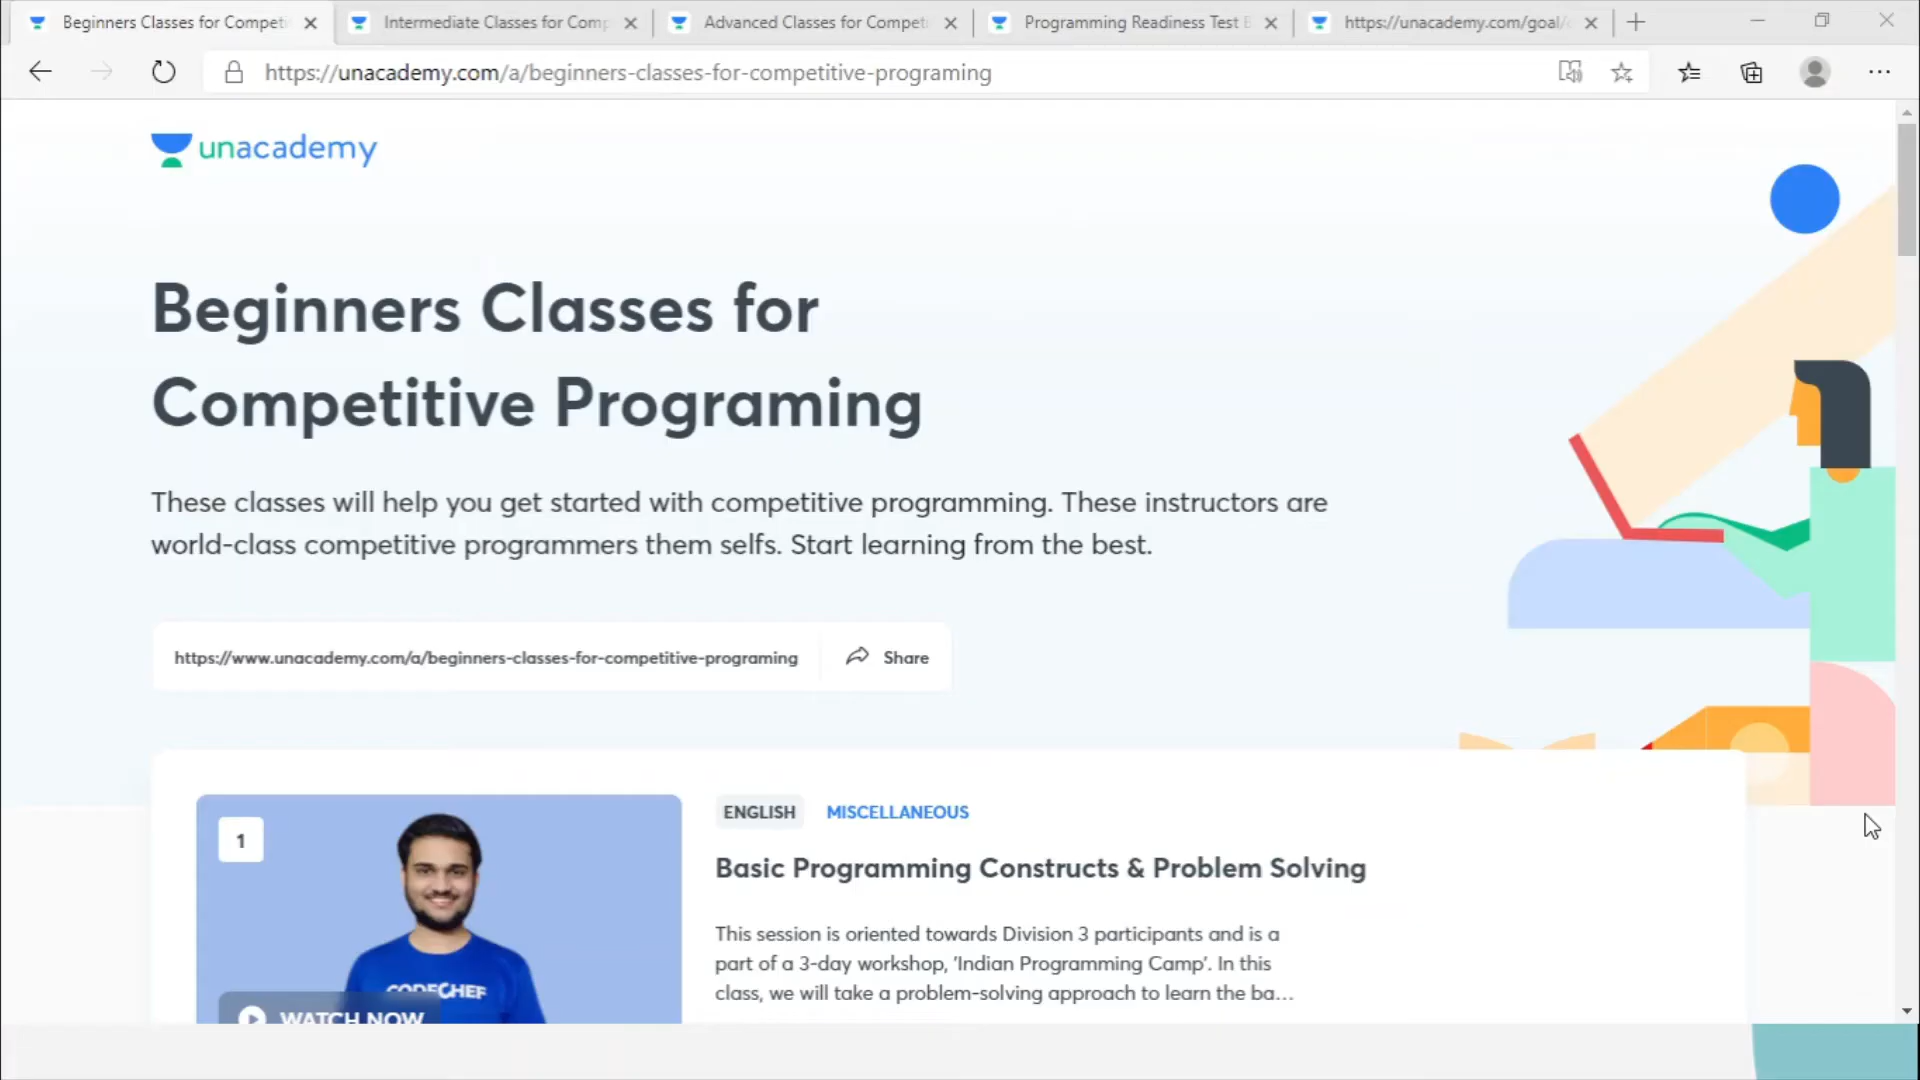 Beginners Classes for Competi
Intermediate Classes for Comp
Advanced Classes for Compet
Programming Readiness Test
https://unacademy.com/goal/
https://unacademy.com/a/beginners-classes-for-competitive-programing
unacademy
Beginners Classes for
Competitive Programing
These classes will help you get started with competitive programming. These instructors are
world-class competitive programmers them selfs. Start learning from the best.
https://www.unacademy.com/a/beginners-classes-for-competitive-programing
Share
1
ENGLISH MISCELLANEOUS
Basic Programming Constructs & Problem Solving
This session is oriented towards Division 3 participants and is a
part of a 3-day workshop, 'Indian Programming Camp'. In this
class, we will take a problem-solving approach to learn the ba...
CODECHEF
WATCH NOW